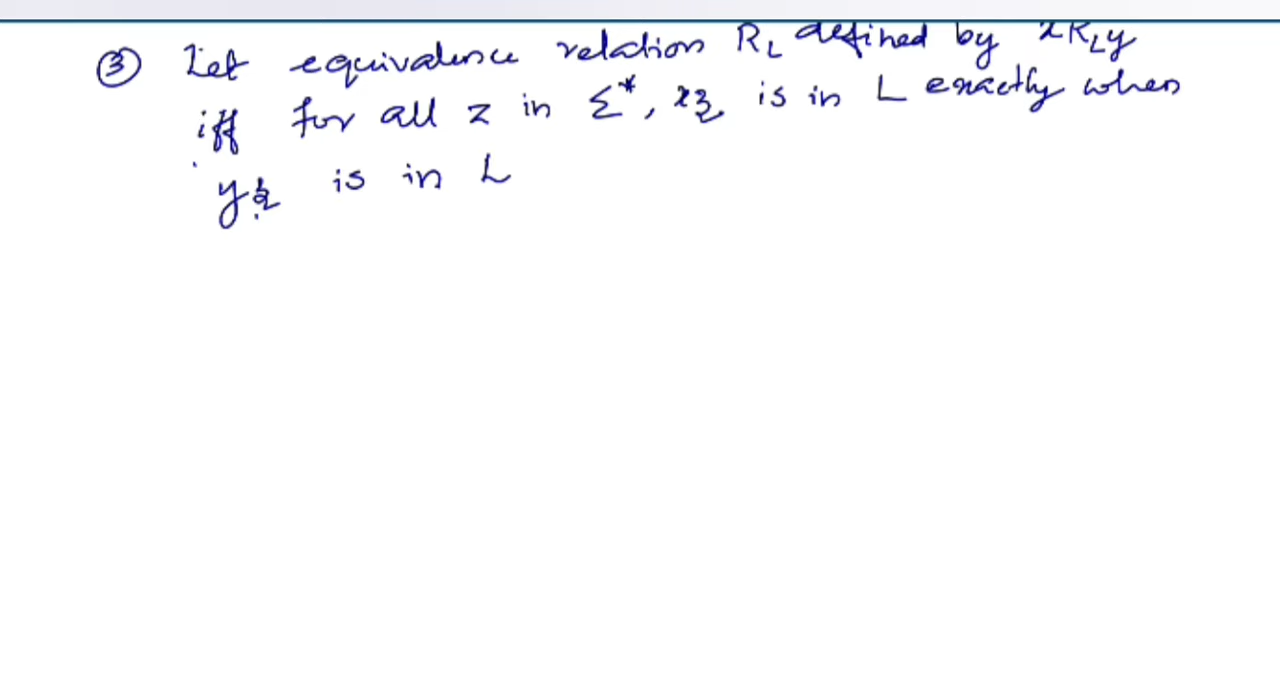 ③ Let equivalence relation R_L defined by xR_Ly
iff for all z in Σ*, xz is in L exactly when
yz is in L